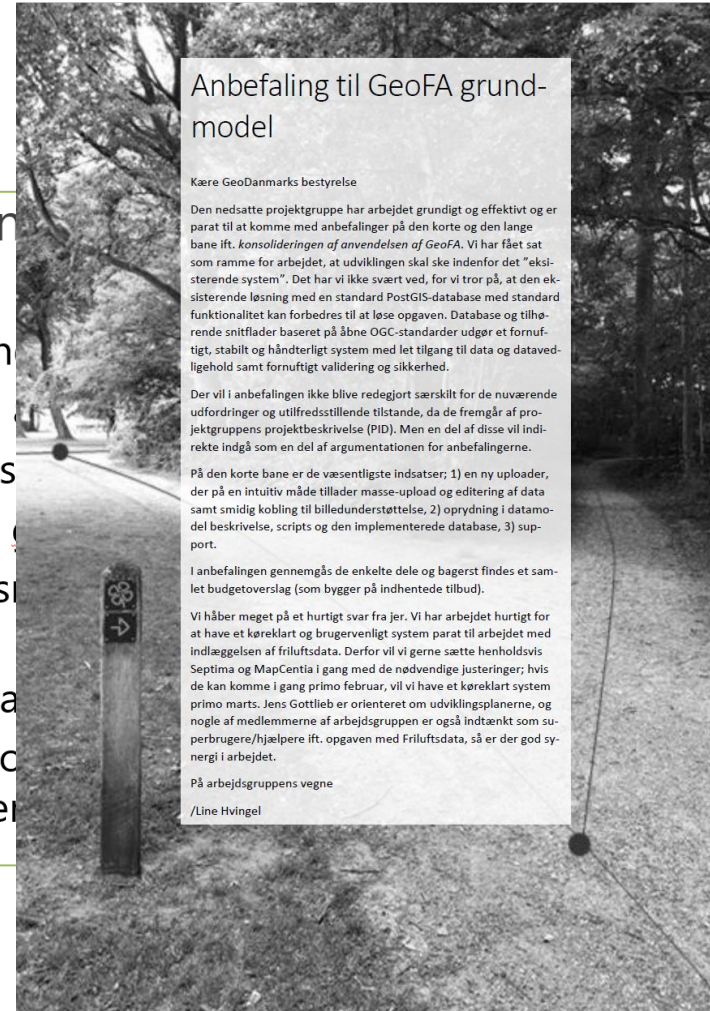 Anbefaling til GeoFA grund-
model
Kære GeoDanmarks bestyrelse
Den nedsatte projektgruppe har arbejdet grundigt og effektivt og er
parat til at komme med anbefalinger på den korte og den lange
bane ift. konsolideringen af anvendelsen af GeoFA. Vi har fået sat
som ramme for arbejdet, at udviklingen skal ske indenfor det ”eksi-
sterende system”. Det har vi ikke svært ved, for vi tror på, at den ek-
sisterende løsning med en standard PostGIS-database med standard
funktionalitet kan forbedres til at løse opgaven. Database og tilhø-
rende snitflader baseret på åbne OGC-standarder udgør et fornuf-
tigt, stabilt og håndterligt system med let tilgang til data og dataved-
ligehold samt fornuftigt validering og sikkerhed.
Der vil i anbefalingen ikke blive redegjort særskilt for de nuværende
udfordringer og utilfredsstillende tilstande, da de fremgår af pro-
jektgruppens projektbeskrivelse (PID). Men en del af disse vil indi-
rekte indgå som en del af argumentationen for anbefalingerne.
På den korte bane er de væsentligste indsatser; 1) en ny uploader,
der på en intuitiv måde tillader masse-upload og editering af data
samt smidig kobling til billedunderstøttelse, 2) oprydning i datamo-
del beskrivelse, scripts og den implementerede database, 3) sup-
port.
I anbefalingen gennemgås de enkelte dele og bagerst findes et sam-
let budgetoverslag (som bygger på indhentede tilbud).
Vi håber meget på et hurtigt svar fra jer. Vi har arbejdet hurtigt for
at have et køreklart og brugervenligt system parat til arbejdet med
indlæggelsen af friluftsdata. Derfor vil vi gerne sætte henholdsvis
Septima og MapCentia i gang med de nødvendige justeringer; hvis
de kan komme i gang primo februar, vil vi have et køreklart system
primo marts. Jens Gottlieb er orienteret om udviklingsplanerne, og
nogle af medlemmerne af arbejdsgruppen er også indtænkt som su-
perbrugere/hjælpere ift. opgaven med Friluftsdata, så er der god sy-
nergi i arbejdet.
På arbejdsgruppens vegne
/Line Hvingel